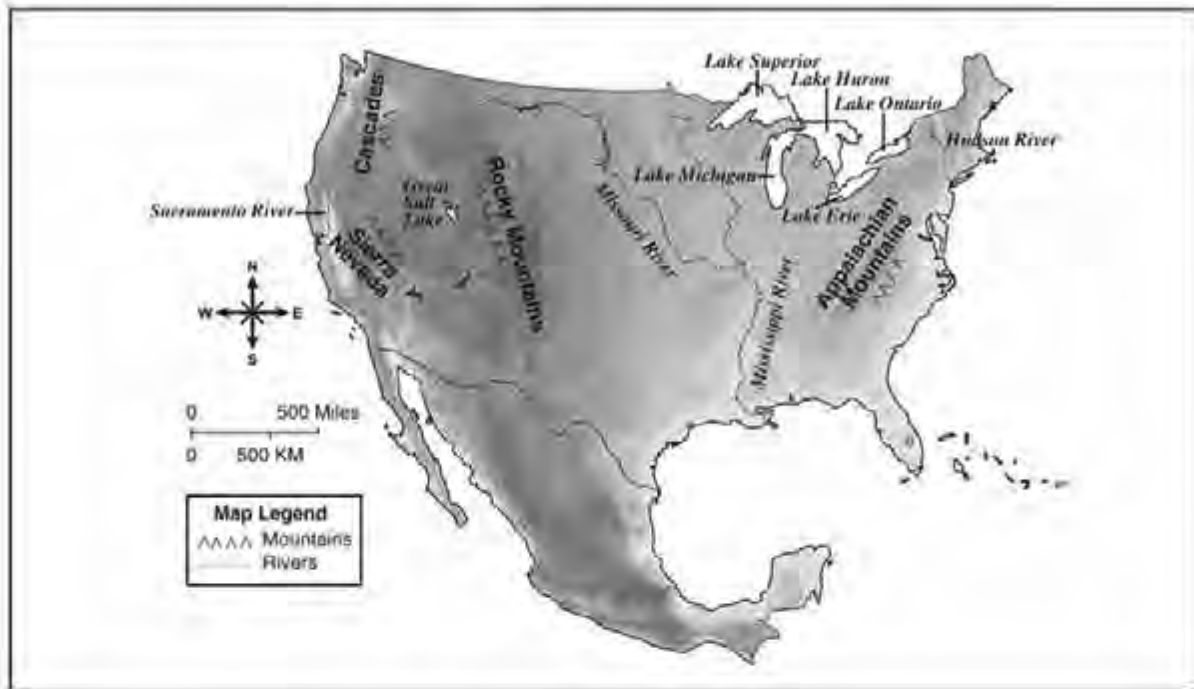 Lake Superior
Lake Huron
Lake Ontario
Hudson River
Cascades
Great
Salt
Lake
Rocky Mountains
Missouri River
Lake Michigan
Lake Erie
Sacramento River
Sierra
Nevada
Appalachian
Mountains
Mississippi River
N
W
E
S
0 500 Miles
0 500 KM
Map Legend
Mountains
Rivers